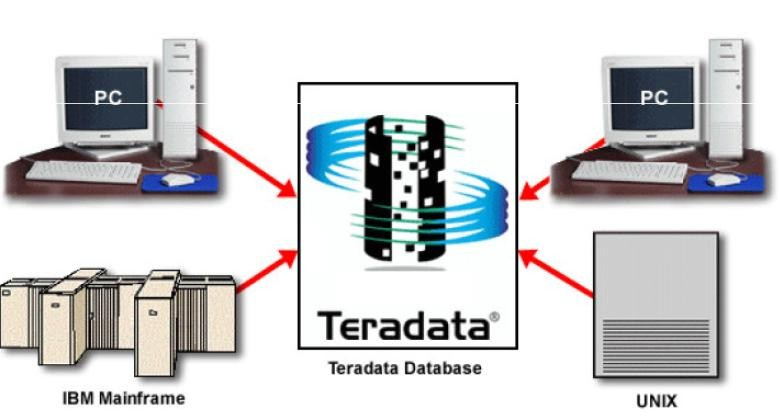 PC
PC
Teradata®
Teradata Database
IBM Mainframe
UNIX